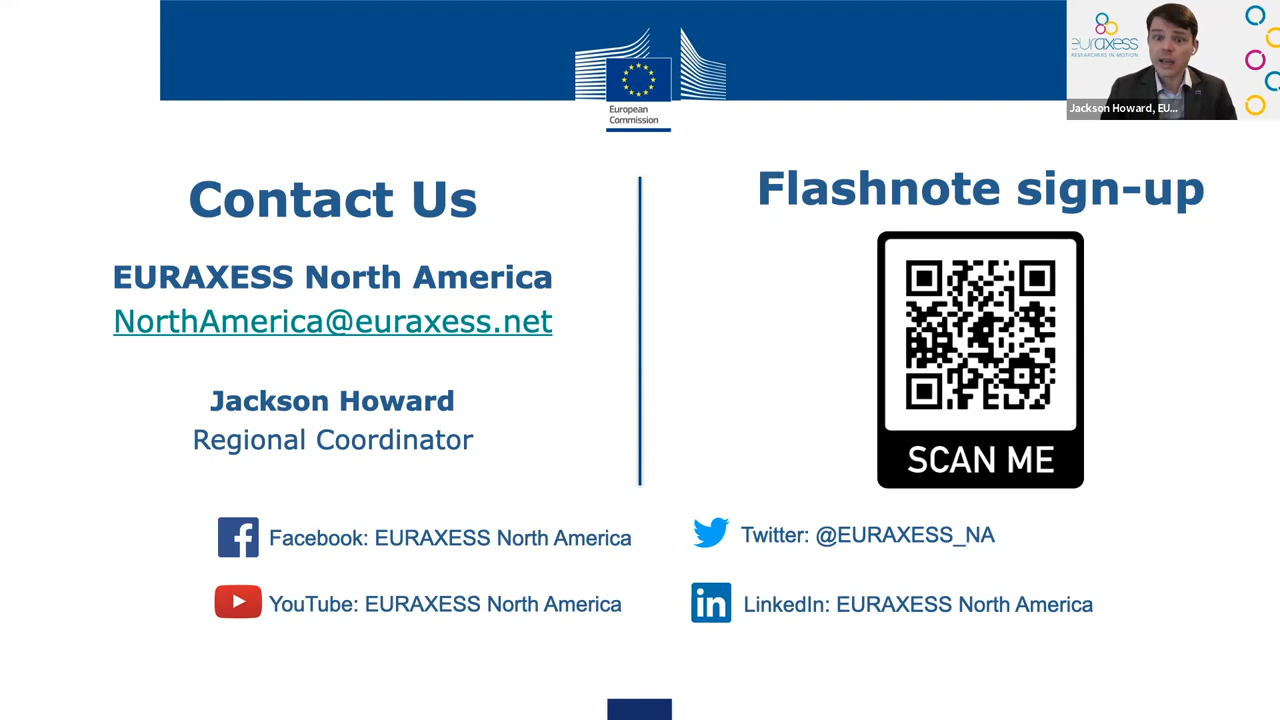 European
Commission
euraxess
RESEARCHERS IN MOTION
Jackson Howard, EU...
Contact Us
EURAXESS North America
NorthAmerica@euraxess.net
Jackson Howard
Regional Coordinator
Flashnote sign-up
SCAN ME
Facebook: EURAXESS North America
Twitter: @EURAXESS_NA
YouTube: EURAXESS North America
LinkedIn: EURAXESS North America